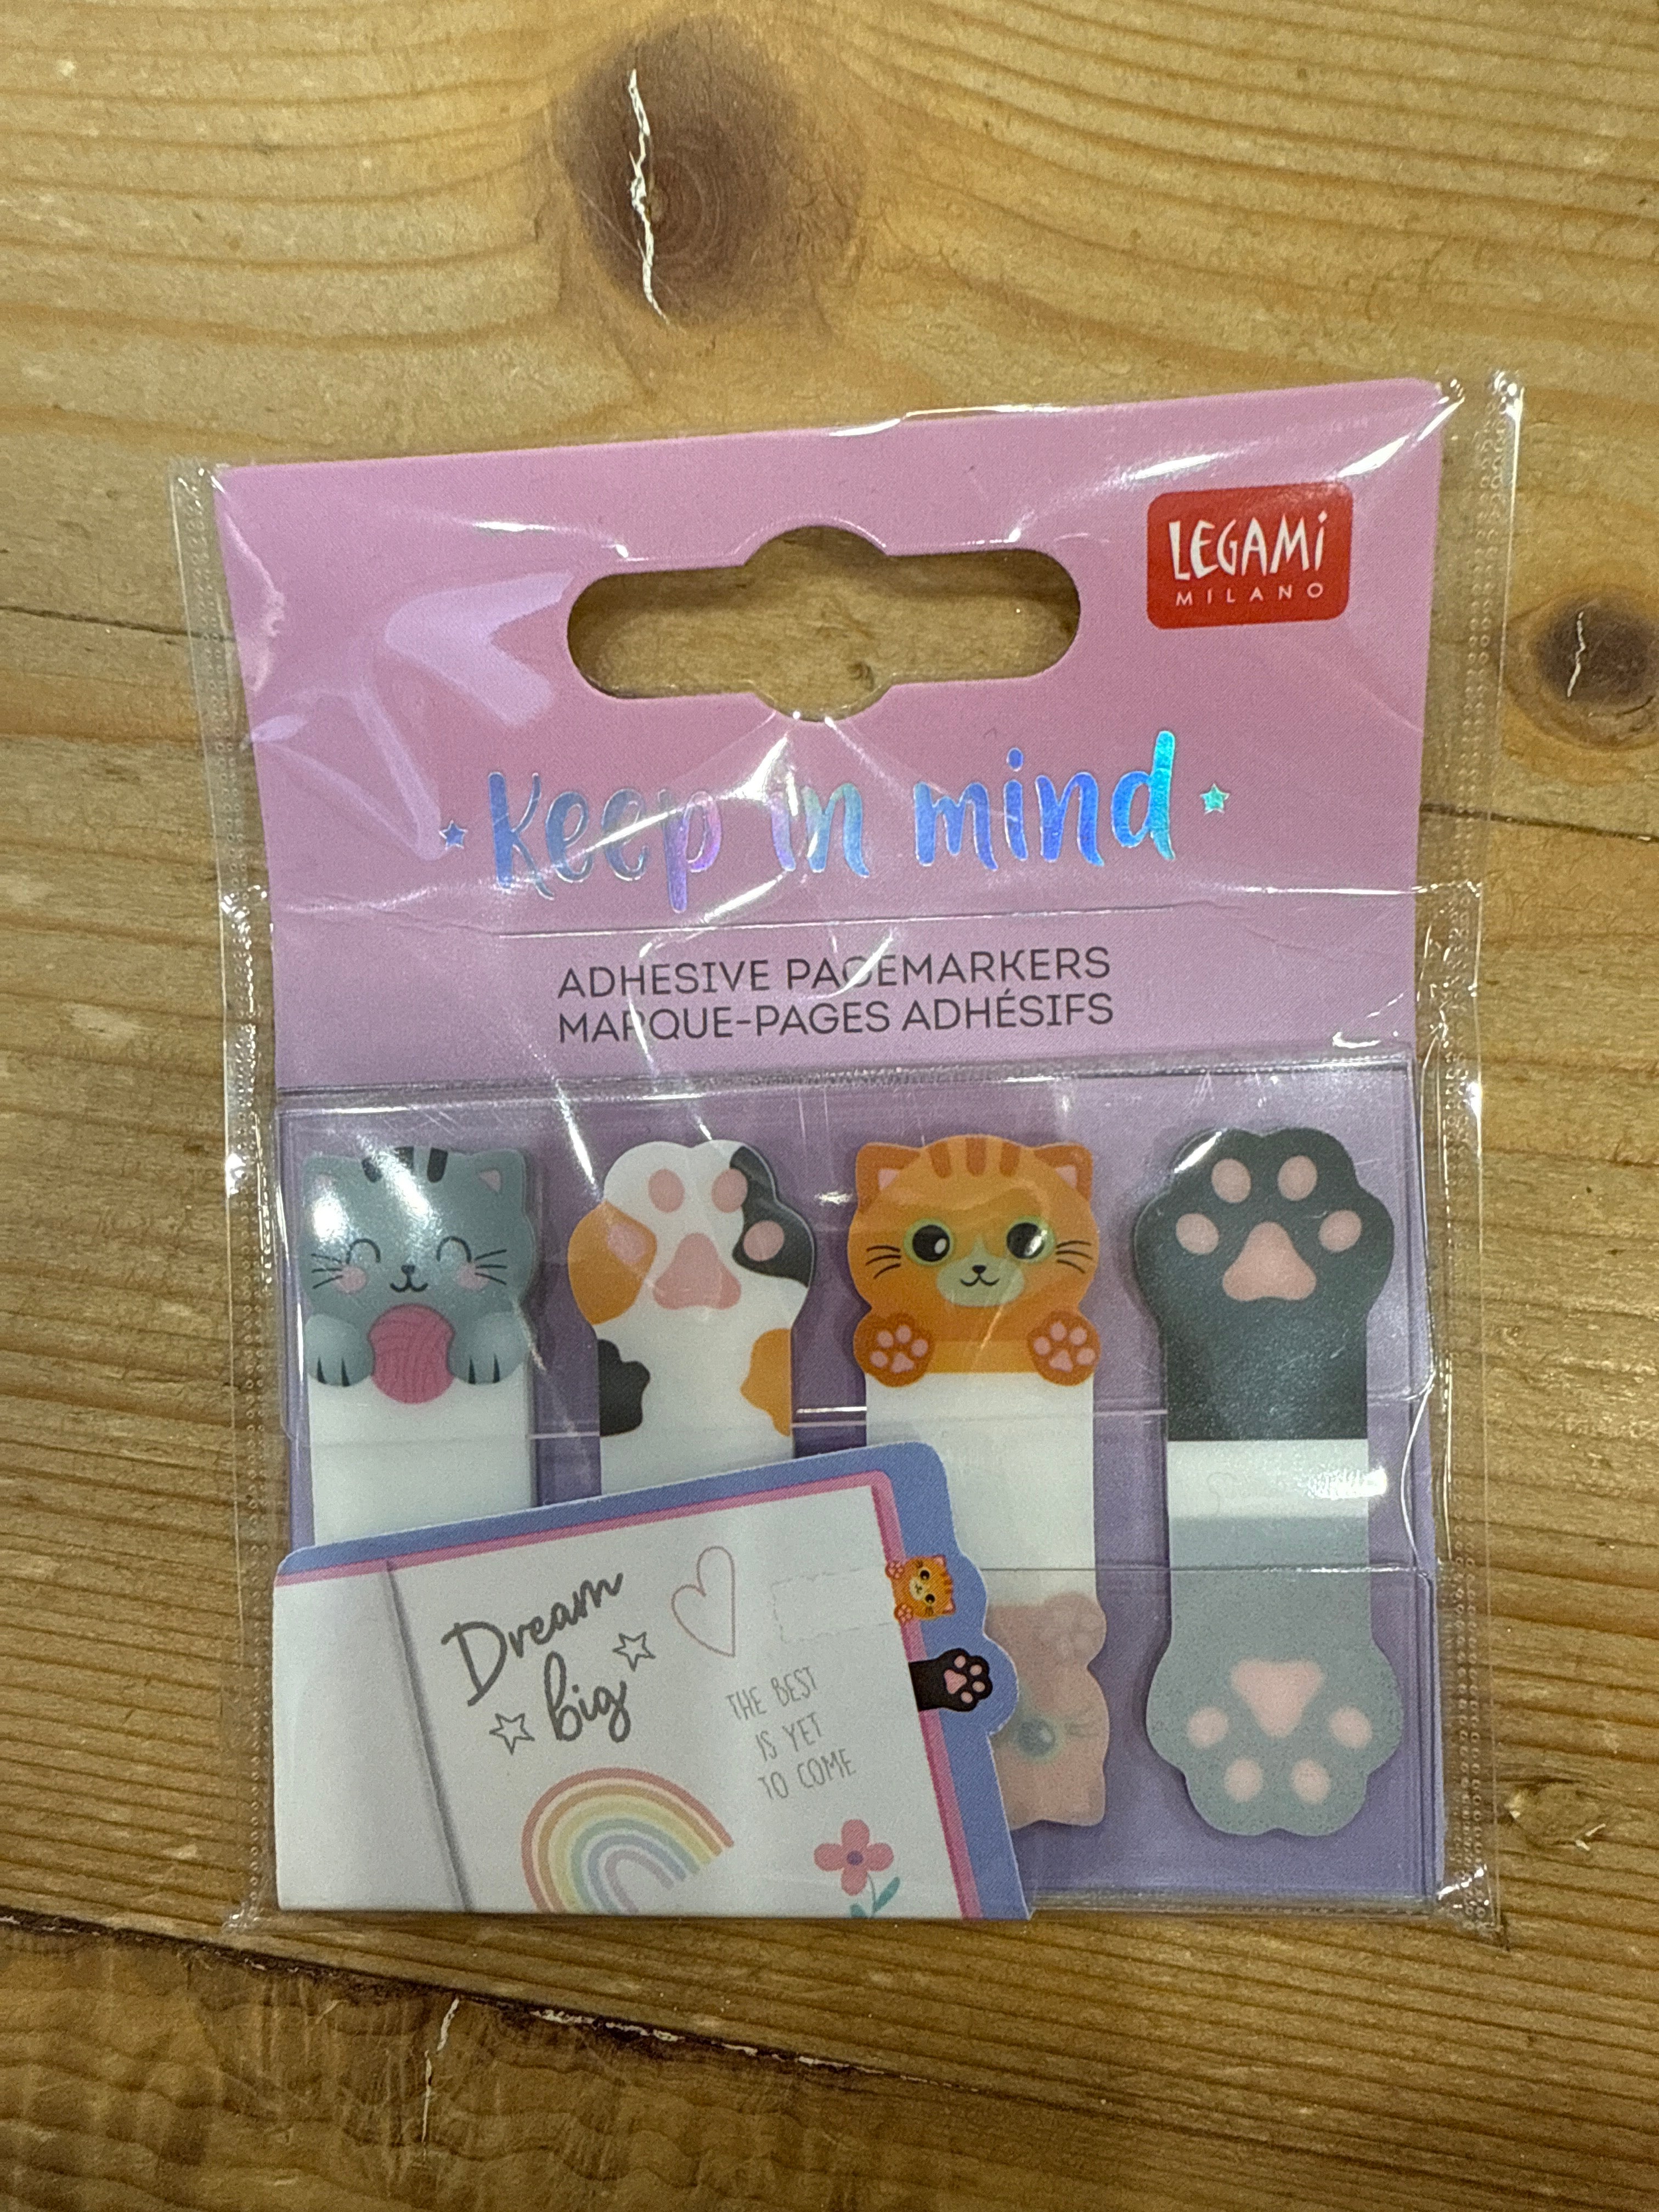 LEGAMI
MILANO
Keep in mind
ADHESIVE PAGEMARKERS
MARQUE-PAGES ADHÉSIFS
Dream
big
THE BEST
IS YET
TO COME